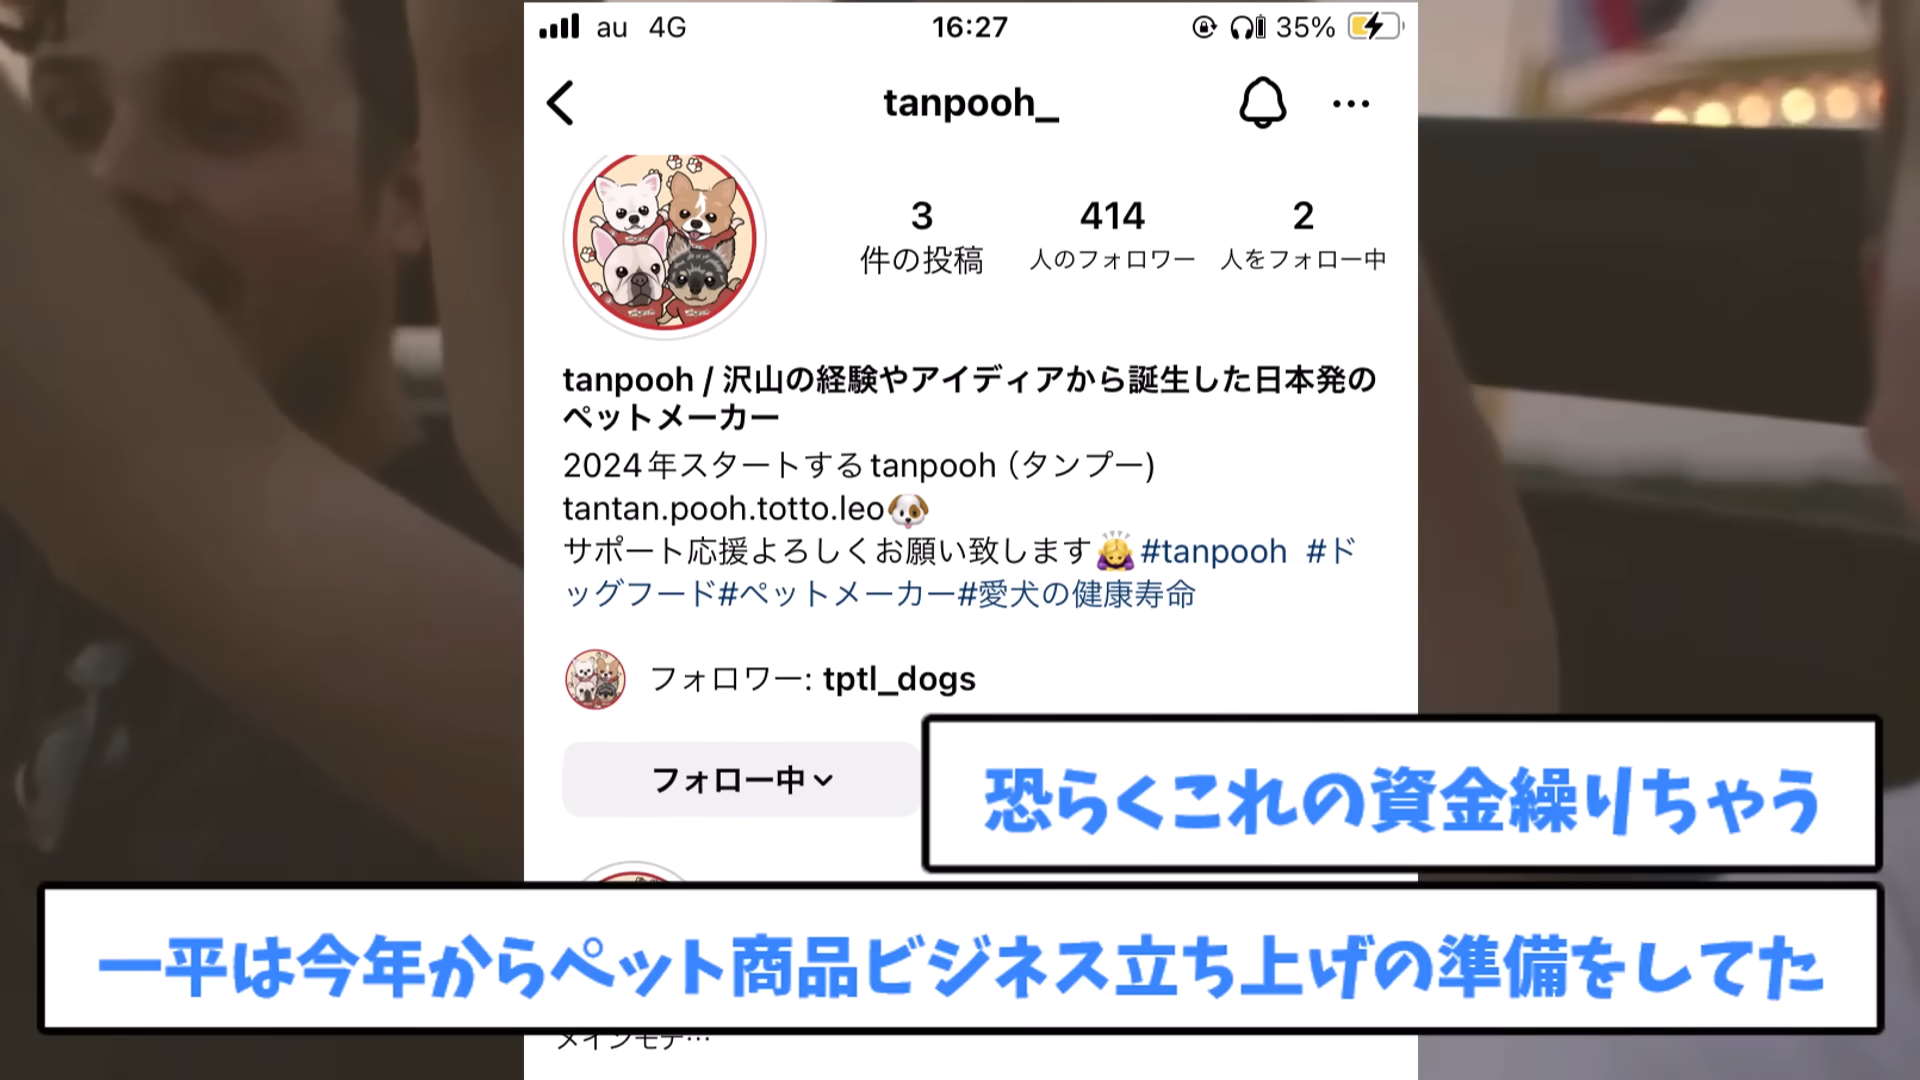 au 4G 16:27 35%
tanpooh_
3 414 2
件の投稿 人のフォロワー 人をフォロー中
tanpooh / 沢山の経験やアイディアから誕生した日本発の
ペットメーカー
2024年スタートするtanpooh（タンプー)
tantan.pooh.totto.leo🐶
サポート応援よろしくお願い致します🙇‍♀️#tanpooh #ド
ッグフード#ペットメーカー#愛犬の健康寿命
フォロワー: tptl_dogs
フォロー中
恐らくこれの資金繰りちゃう
一平は今年からペット商品ビジネス立ち上げの準備をしてた